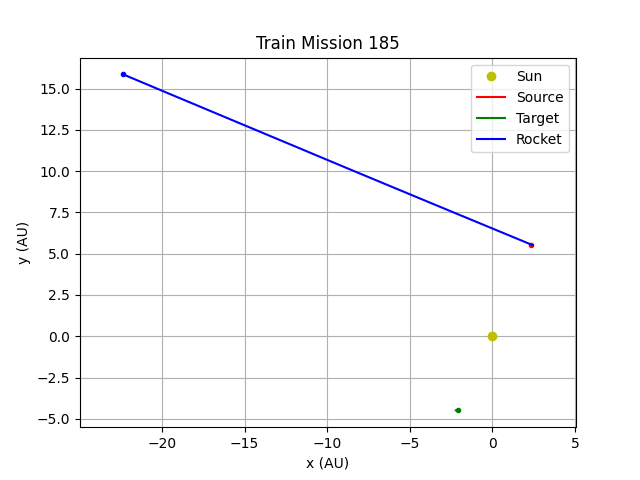 Train Mission 185
Sun
Source
Target
Rocket
15.0
12.5
10.0
7.5
5.0
2.5
0.0
−2.5
−5.0
y (AU)
−20
−15
−10
−5
0
5
x (AU)